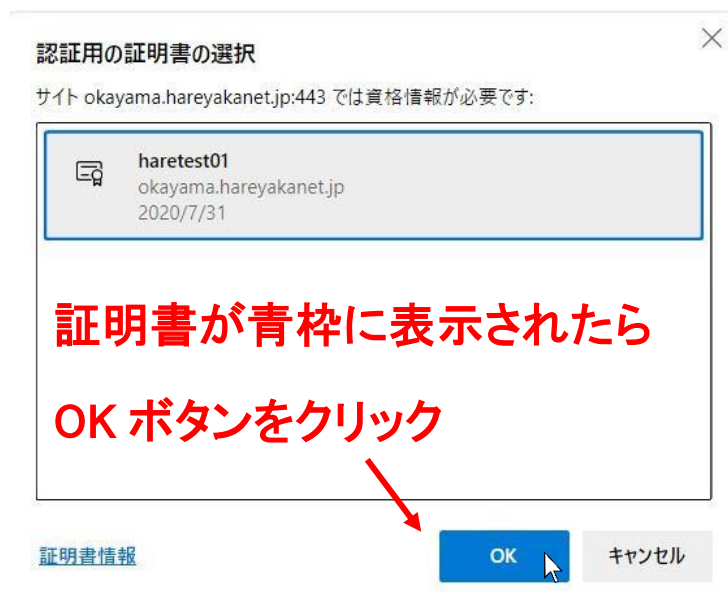 認証用の証明書の選択
サイト okayama.hareyakanet.jp:443 では資格情報が必要です:
haretest01
okayama.hareyakanet.jp
2020/7/31
証明書が青枠に表示されたら
OK ボタンをクリック
証明書情報
OK
キャンセル